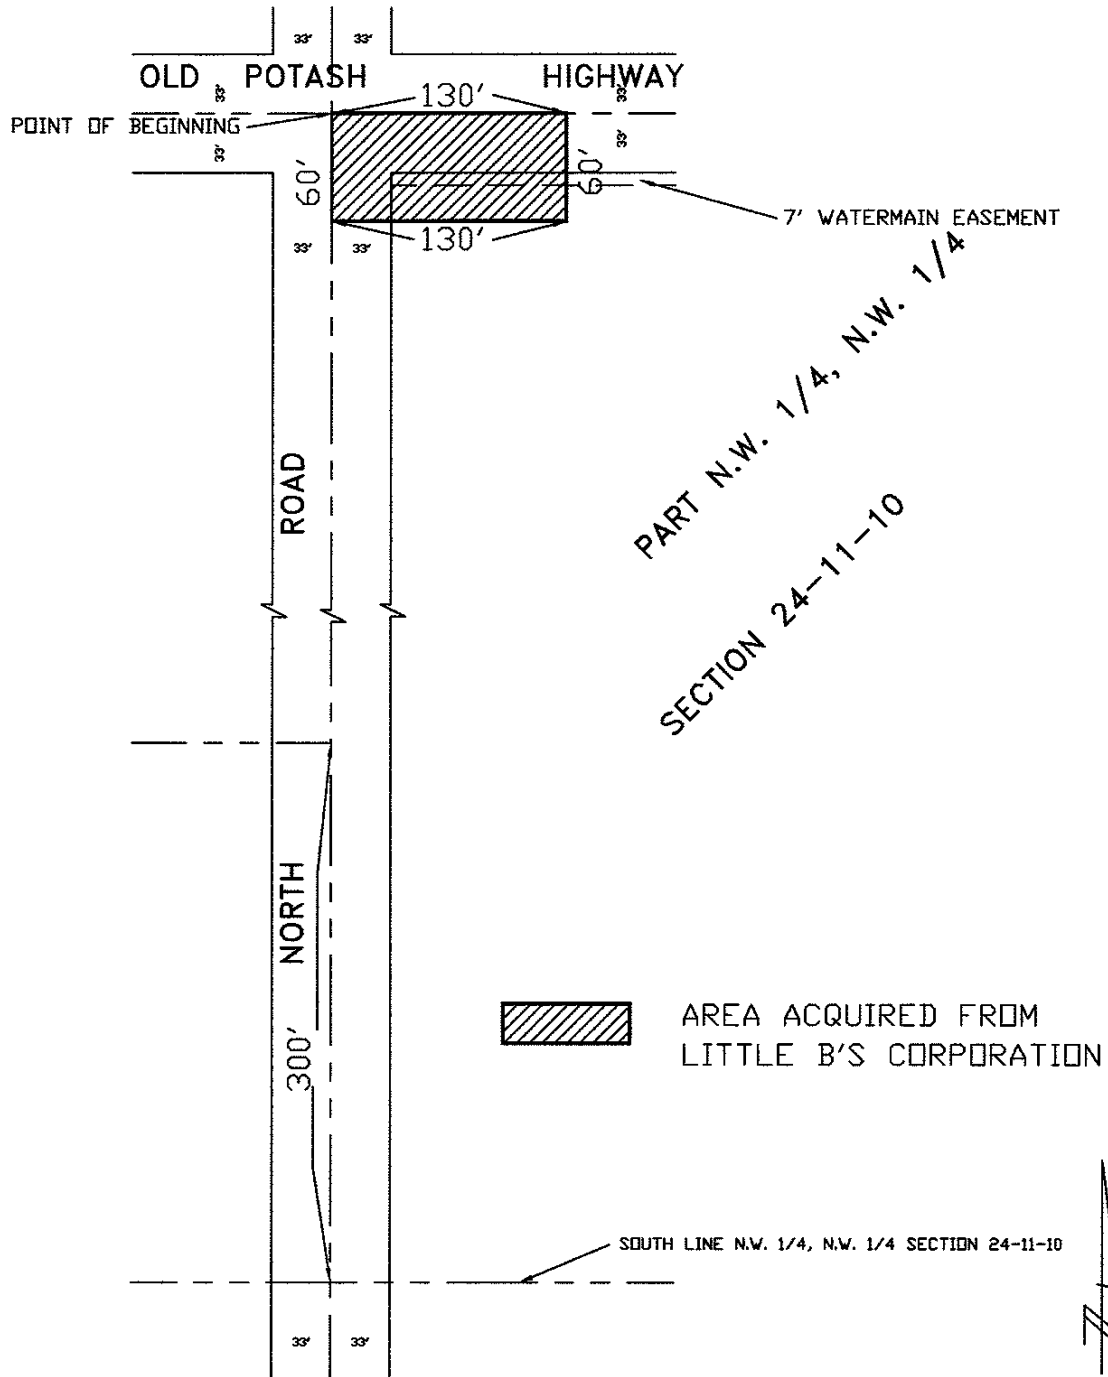 33' 33'
OLD POTASH HIGHWAY
33' 130' 33'
POINT OF BEGINNING
33' 33'
60' 60'
7' WATERMAIN EASEMENT
33' 33' 130'
PART N.W. 1/4, N.W. 1/4
ROAD
SECTION 24-11-10
NORTH
AREA ACQUIRED FROM
LITTLE B'S CORPORATION
300'
SOUTH LINE N.W. 1/4, N.W. 1/4 SECTION 24-11-10
33' 33'